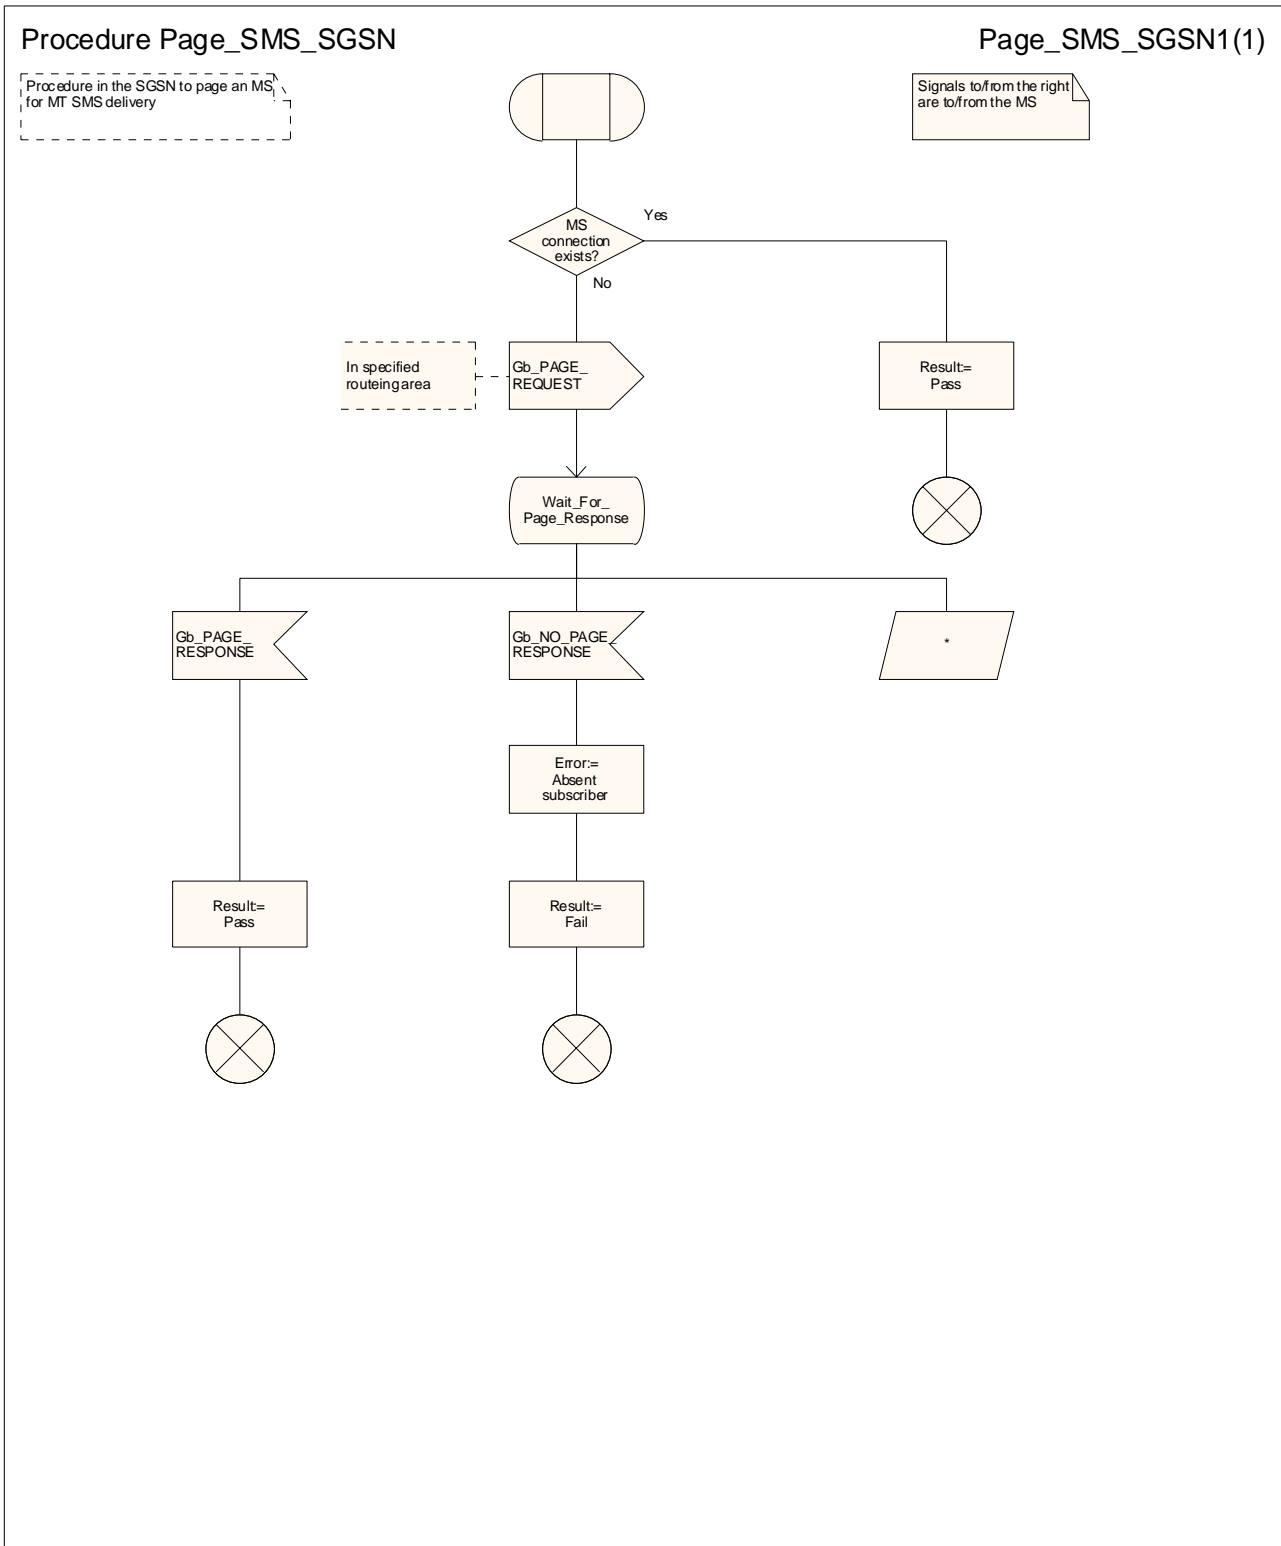 Procedure Page_SMS_SGSN
Page_SMS_SGSN1(1)
Procedure in the SGSN to page an MS
for MT SMS delivery
Signals to/from the right
are to/from the MS
MS
connection
exists?
Yes
No
In specified
routeing area
Gb_PAGE_
REQUEST
Result:=
Pass
Wait_For_
Page_Response
Gb_PAGE_
RESPONSE
Gb_NO_PAGE_
RESPONSE
*
Error:=
Absent
subscriber
Result:=
Pass
Result:=
Fail